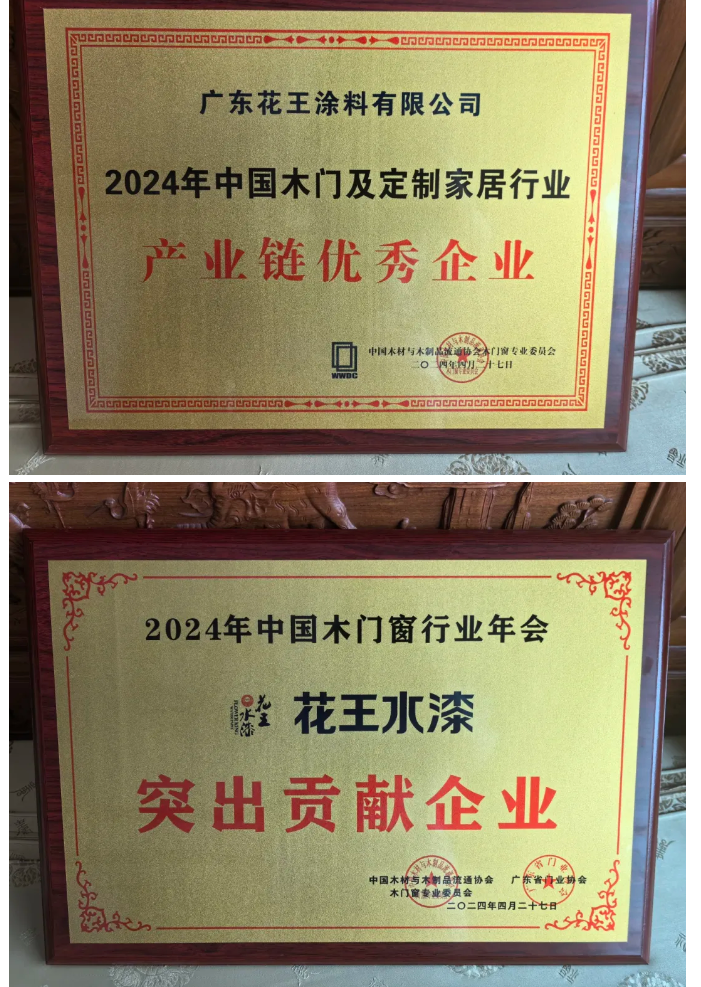 广东花王涂料有限公司
2024年中国木门及定制家居行业
产业链优秀企业
WWDC
中国木材与木制品流通协会木门窗专业委员会
二〇二四年四月二十七日
2024年中国木门窗行业年会
花王水漆
花王水漆
突出贡献企业
中国木材与木制品流通协会 广东省门业协会
木门窗专业委员会
二〇二四年四月二十七日